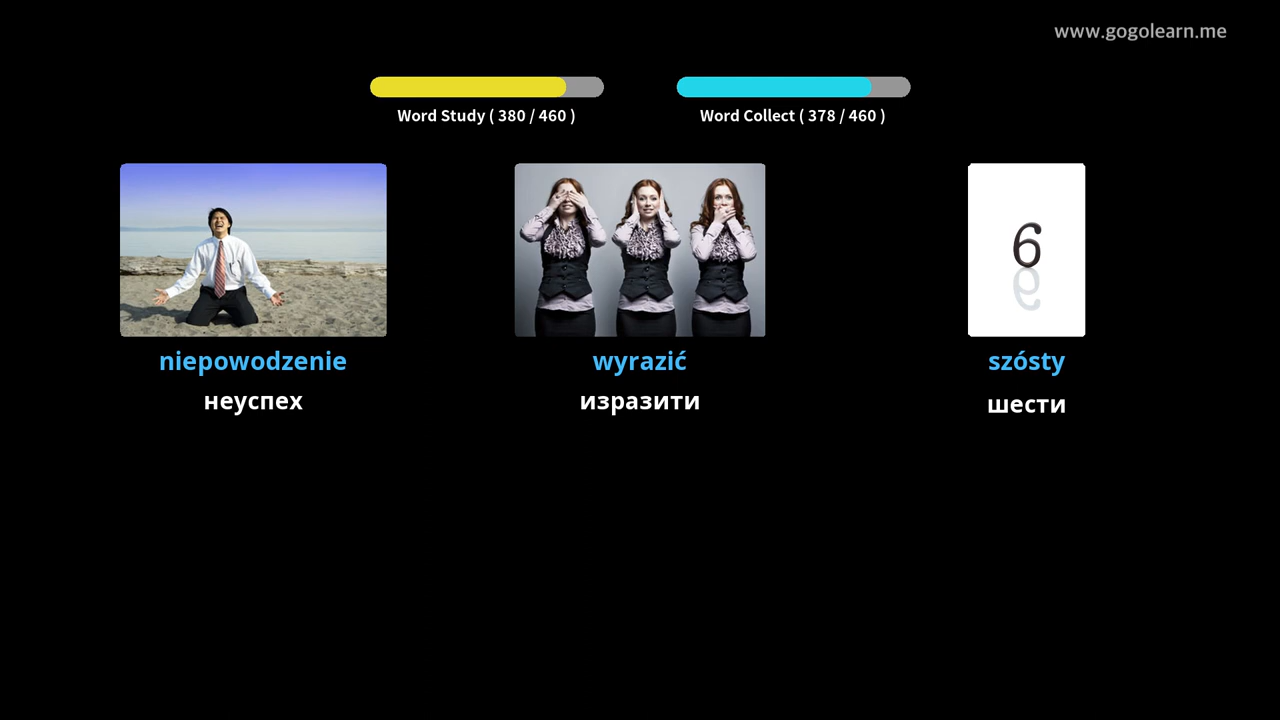 www.gogolearn.me
Word Study ( 380 / 460 )
Word Collect ( 378 / 460 )
6
niepowodzenie
неуспех
wyrazić
изразити
szósty
шести